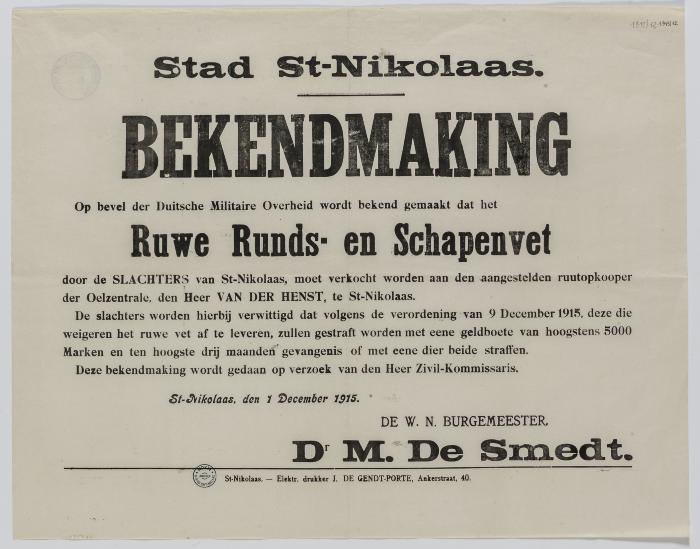 Stad St-Nikolaas.
BEKENDMAKING
Op bevel der Duitsche Militaire Overheid wordt bekend gemaakt dat het
Ruwe Runds- en Schapenvet
door de SLACHTERS van St-Nikolaas, moet verkocht worden aan den aangestelden ruutopkooper
der Oelzentrale, den Heer VAN DER HENST, te St-Nikolaas.
De slachters worden hierbij verwittigd dat volgens de verordening van 9 December 1915, deze die
weigeren het ruwe vet af te leveren, zullen gestraft worden met eene geldboete van hoogstens 5000
Marken en ten hoogste drij maanden gevangenis of met eene dier beide straffen.
Deze bekendmaking wordt gedaan op verzoek van den Heer Zivil-Kommissaris.
St-Nikolaas, den 1 December 1915.
DE W. N. BURGEMEESTER,
Dr M. De Smedt.
St-Nikolaas. — Elektr. drukker J. DE GENDT-PORTE, Ankerstraat, 40.